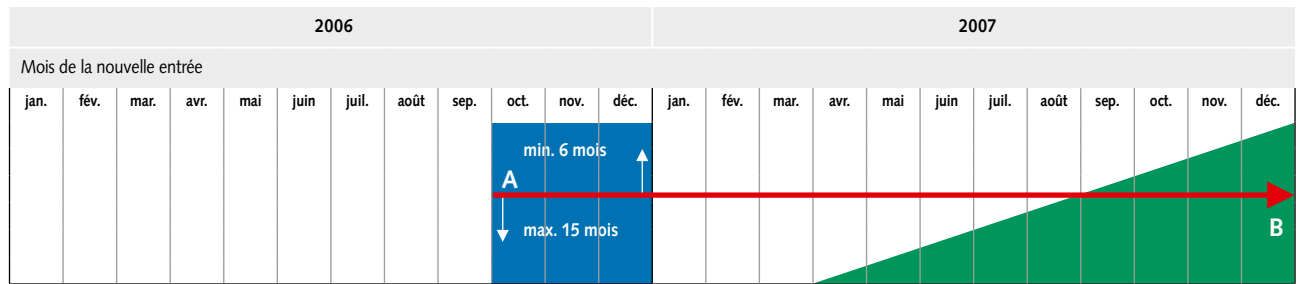 2006 2007
Mois de la nouvelle entrée
jan. fév. mar. avr. mai juin juil. août sep. oct. nov. déc. jan. fév. mar. avr. mai juin juil. août sep. oct. nov. déc.
min. 6 mois
A
max. 15 mois
B